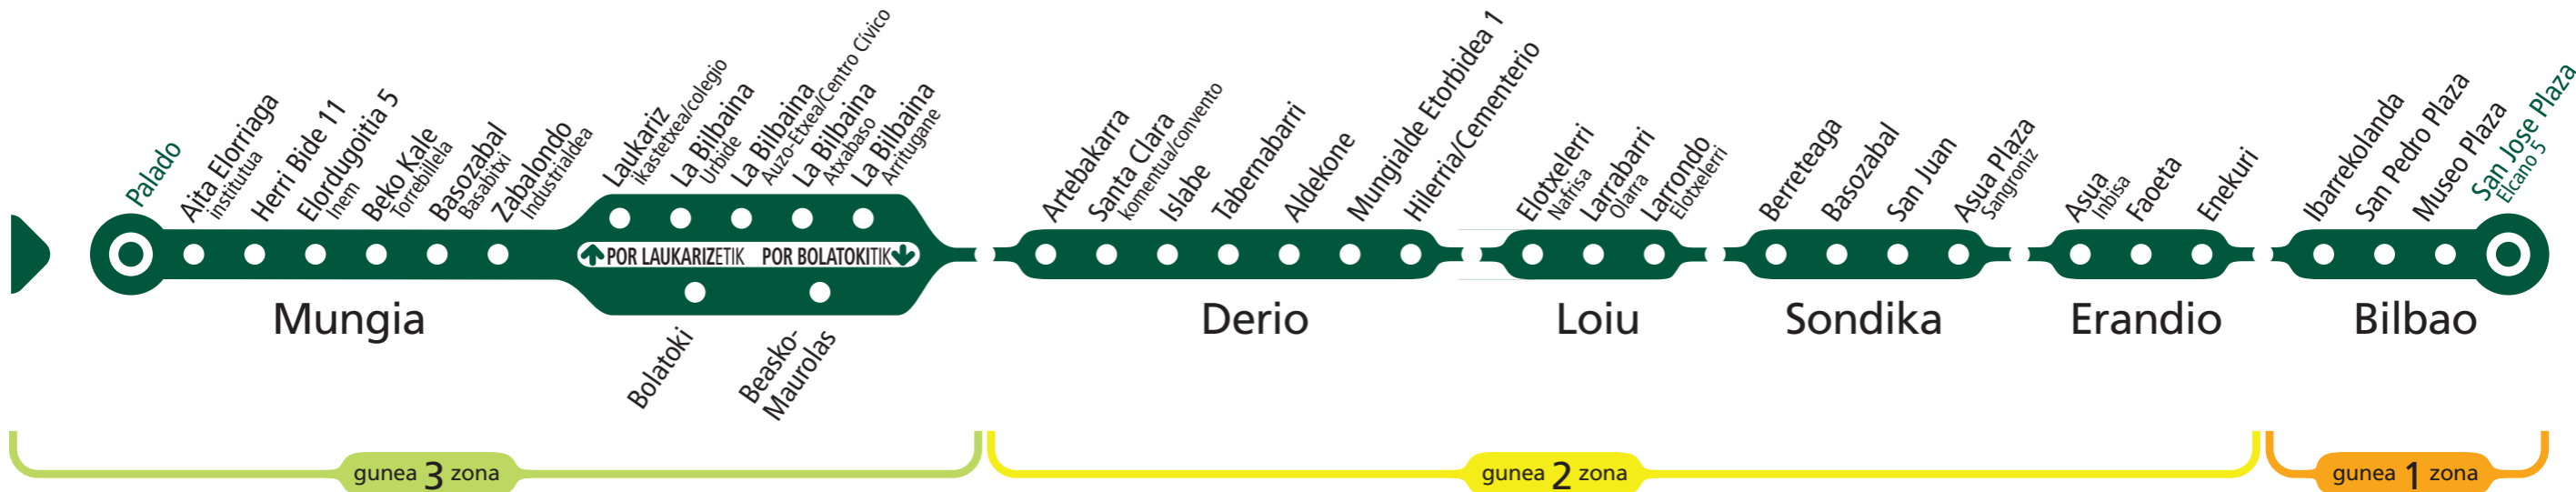 Palado
Aita Elorriaga
institutua
Herri Bide 11
Elordugoitia 5
Inem
Beko Kale
Torrebillela
Basozabal
Basabitxi
Zabalondo
Industrialdea
Laukariz
ikastetxea/colegio
La Bilbaina
Urbide
La Bilbaina
Auzo-Etxea/Centro Cívico
La Bilbaina
Atxabaso
La Bilbaina
Arritugane
Artebakarra
Santa Clara
komentua/convento
Islabe
Tabernabarri
Aldekone
Mungialde Etorbidea 1
Hilerria/Cementerio
Elotxelerri
Nafrisa
Larrabarri
Olarra
Larrondo
Elotxelerri
Berreteaga
Basozabal
San Juan
Asua Plaza
Sangroniz
Asua
Inbisa
Faoeta
Enekuri
Ibarrekolanda
San Pedro Plaza
Museo Plaza
San Jose Plaza
Elcano 5
POR LAUKARIZETIK POR BOLATOKITIK
Mungia
Derio
Loiu
Sondika
Erandio
Bilbao
Bolatoki
Beasko-
Maurolas
gunea 3 zona
gunea 2 zona
gunea 1 zona